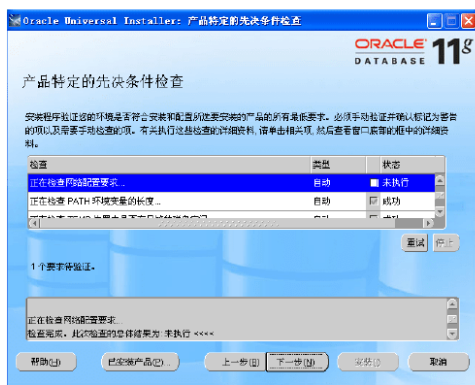 Oracle Universal Installer: 产品特定的先决条件检查
ORACLE 11g
DATABASE
产品特定的先决条件检查
安装程序验证您的环境是否符合安装和配置所选要安装的产品的所有最低要求。必须手动验证并确认标记为警告
的项以及需要手动检查的项。有关执行这些检查的详细资料, 请单击相关项, 然后查看窗口底部的框中的详细资
料。
检查 类型 状态
正在检查网络配置要求... 自动 未执行
正在检查 PATH 环境变量的长度... 自动 成功
重试 停止
1 个要求待验证。
正在检查网络配置要求...
检查完成。此次检查的总体结果为: 未执行 <<<<
帮助(H) 已安装产品(P)... 上一步(B) 下一步(N) 安装(I) 取消